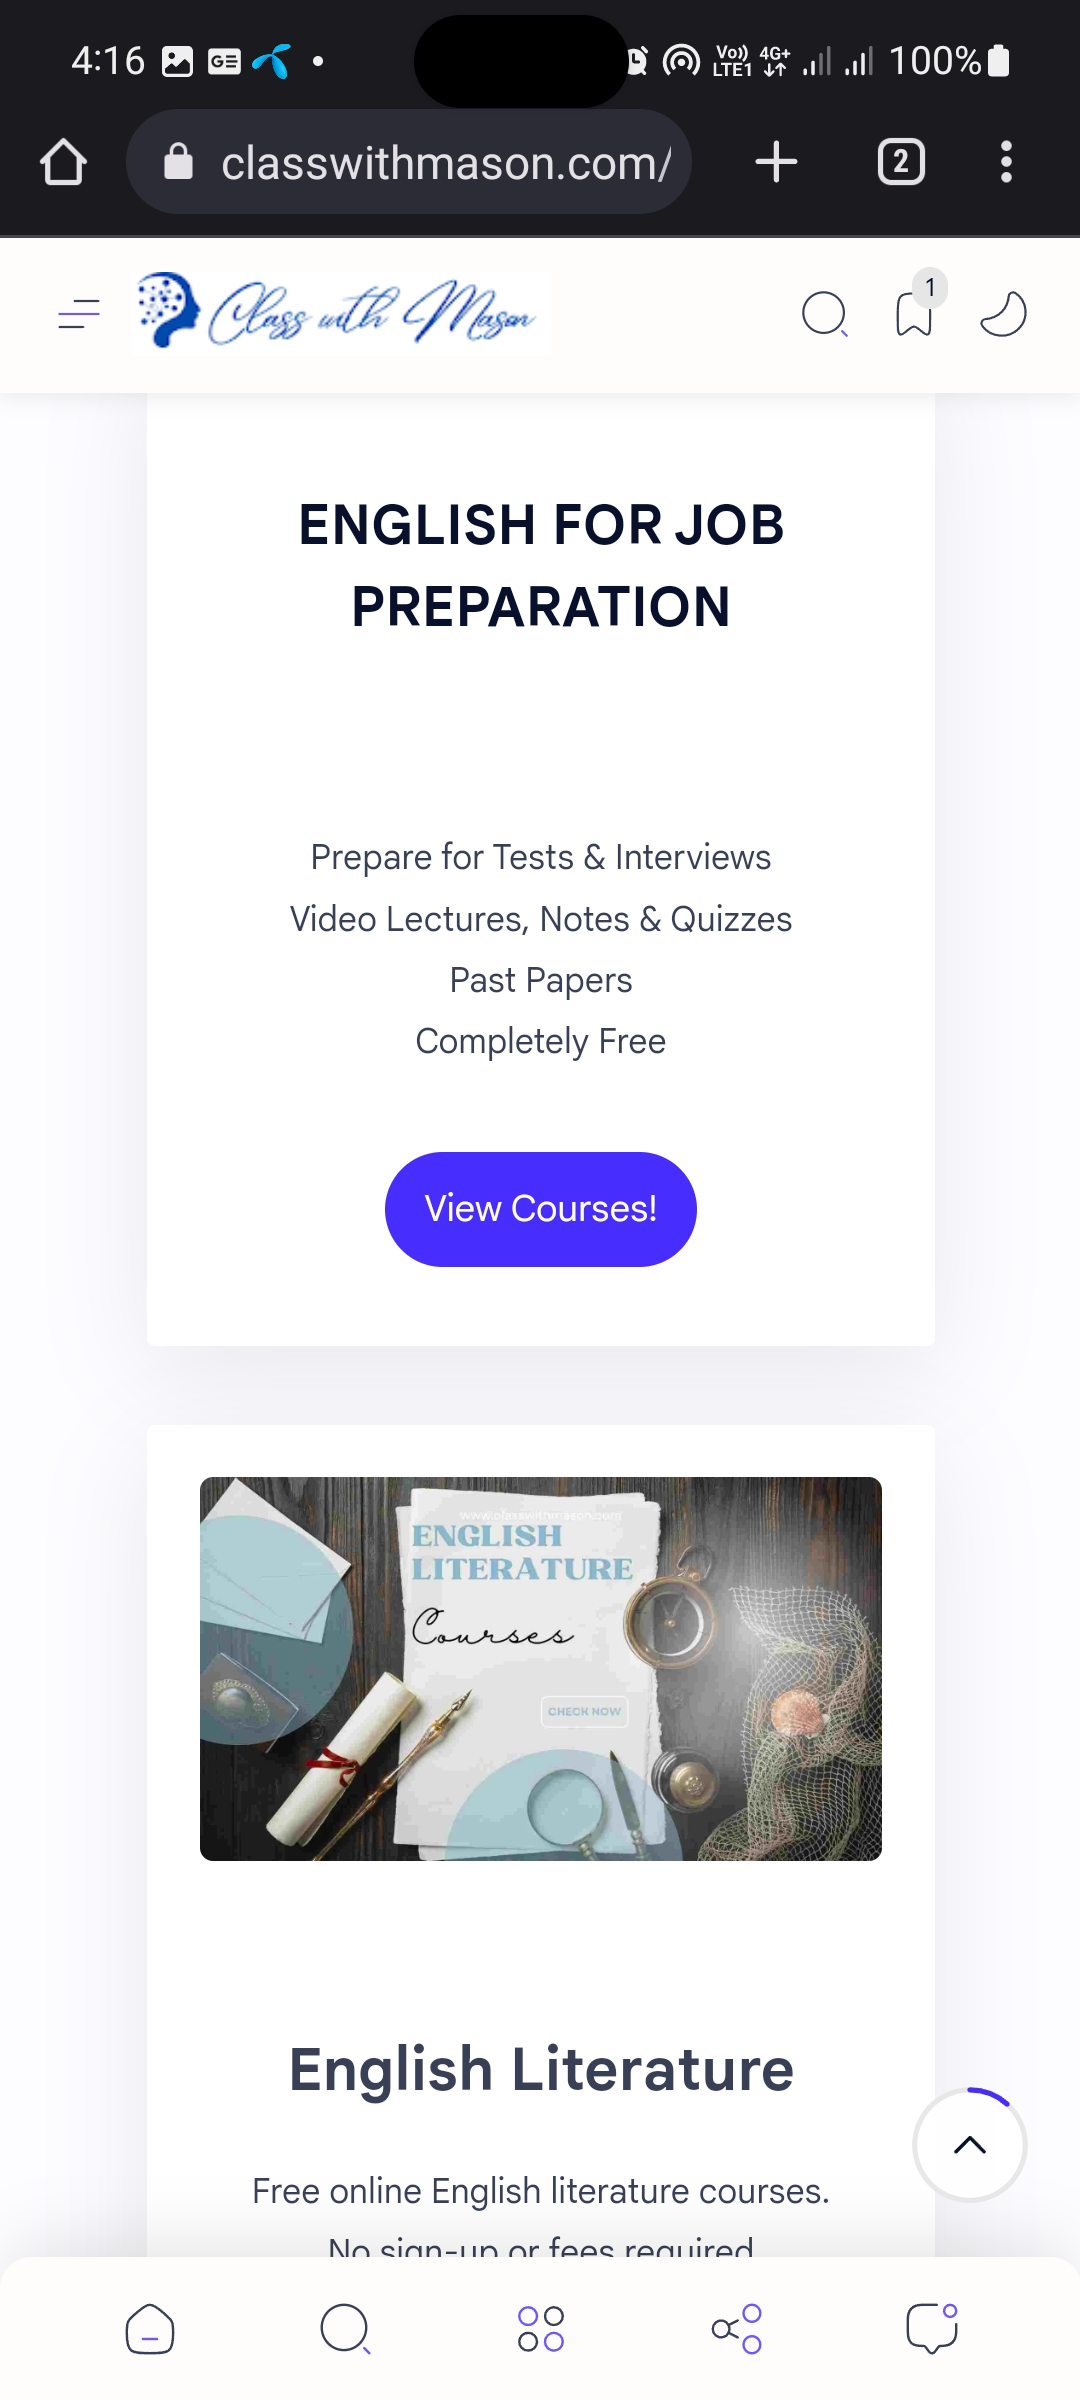 4:16
GE
Vo))
LTE1
4G+
100%
classwithmason.com/
2
Class with Mason
1
ENGLISH FOR JOB
PREPARATION
Prepare for Tests & Interviews
Video Lectures, Notes & Quizzes
Past Papers
Completely Free
View Courses!
www.classwithmason.com
ENGLISH
LITERATURE
Courses
CHECK NOW
English Literature
Free online English literature courses.
No sign-up or fees required